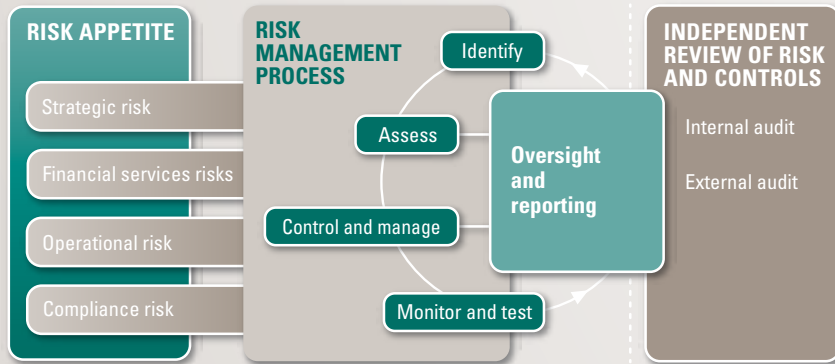 RISK APPETITE
Strategic risk
Financial services risks
Operational risk
Compliance risk
RISK
MANAGEMENT
PROCESS
Identify
Assess
Control and manage
Monitor and test
Oversight
and
reporting
INDEPENDENT
REVIEW OF RISK
AND CONTROLS
Internal audit
External audit